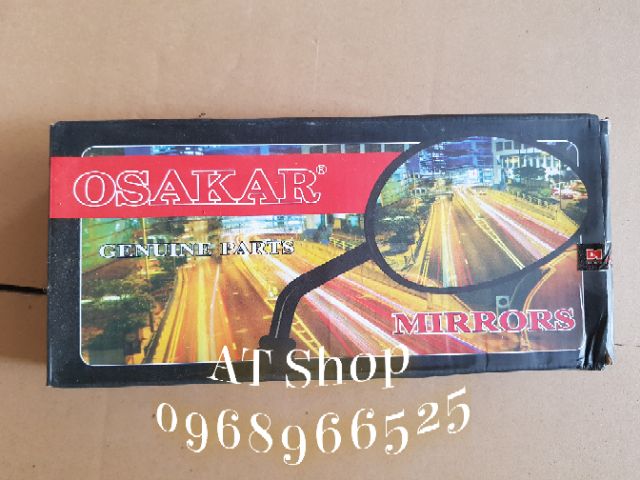 OSAKAR®
GENUINE PARTS
MIRRORS
AT Shop
0968966525